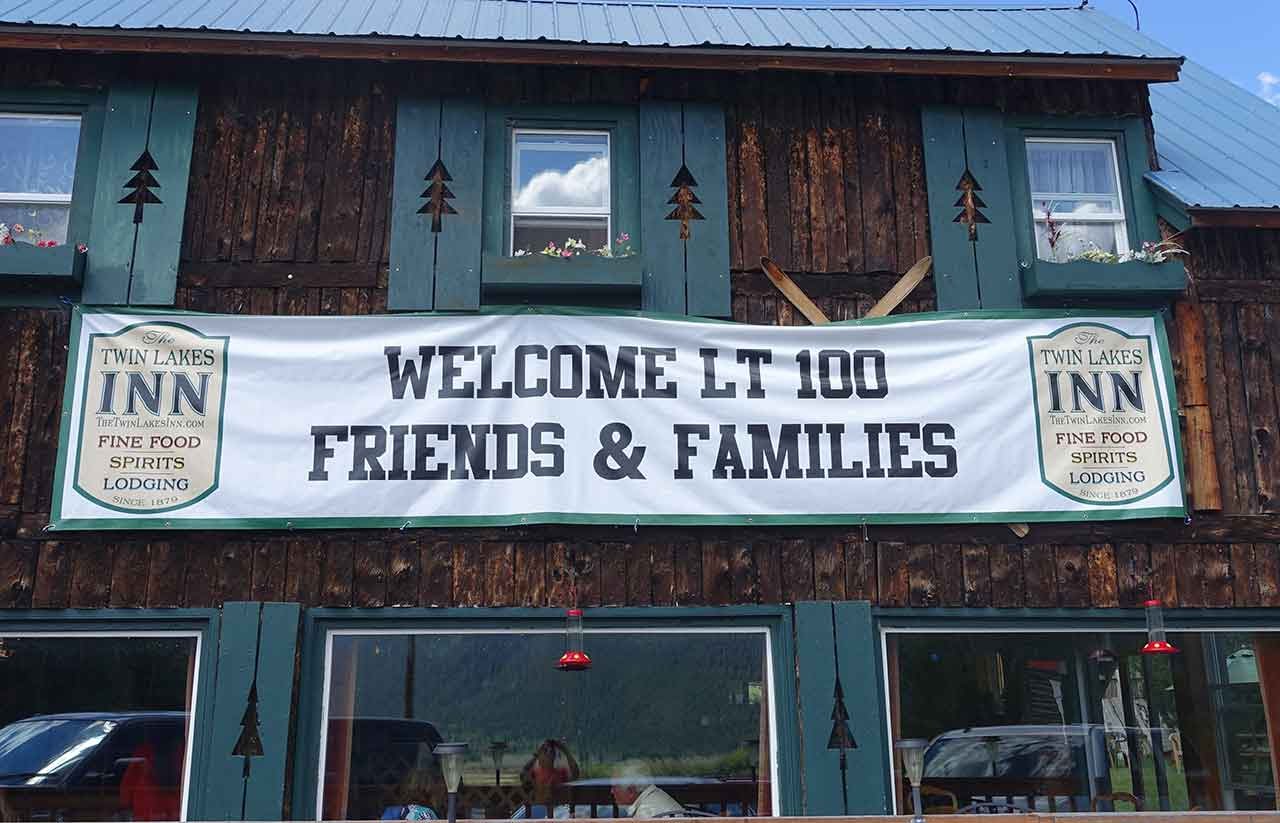 The
TWIN LAKES
INN
THETWINLAKESINN.COM
FINE FOOD
SPIRITS
LODGING
SINCE 1879
WELCOME LT 100
FRIENDS & FAMILIES
The
TWIN LAKES
INN
THETWINLAKESINN.COM
FINE FOOD
SPIRITS
LODGING
SINCE 1879